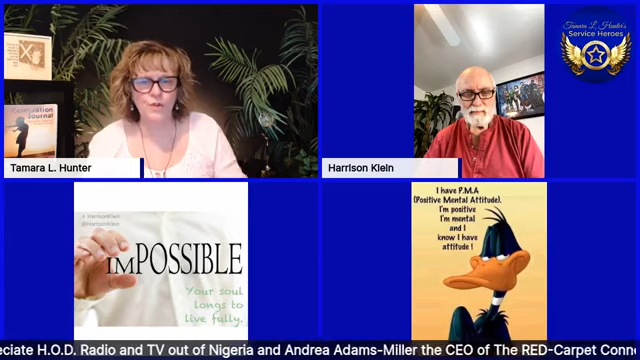 Tamara L. Hunter's
Service Heroes
Journal
Tamara L. Hunter
Harrison Klein
# HarrisonKlein
@HarrisonKlein
IMPOSSIBLE
Your soul
longs to
live fully.
I have P.M.A
(Positive Mental Attitude).
I'm positive
I'm mental
and I
know I have
attitude !
eciate H.O.D. Radio and TV out of Nigeria and Andrea Adams-Miller the CEO of The RED-Carpet Conn